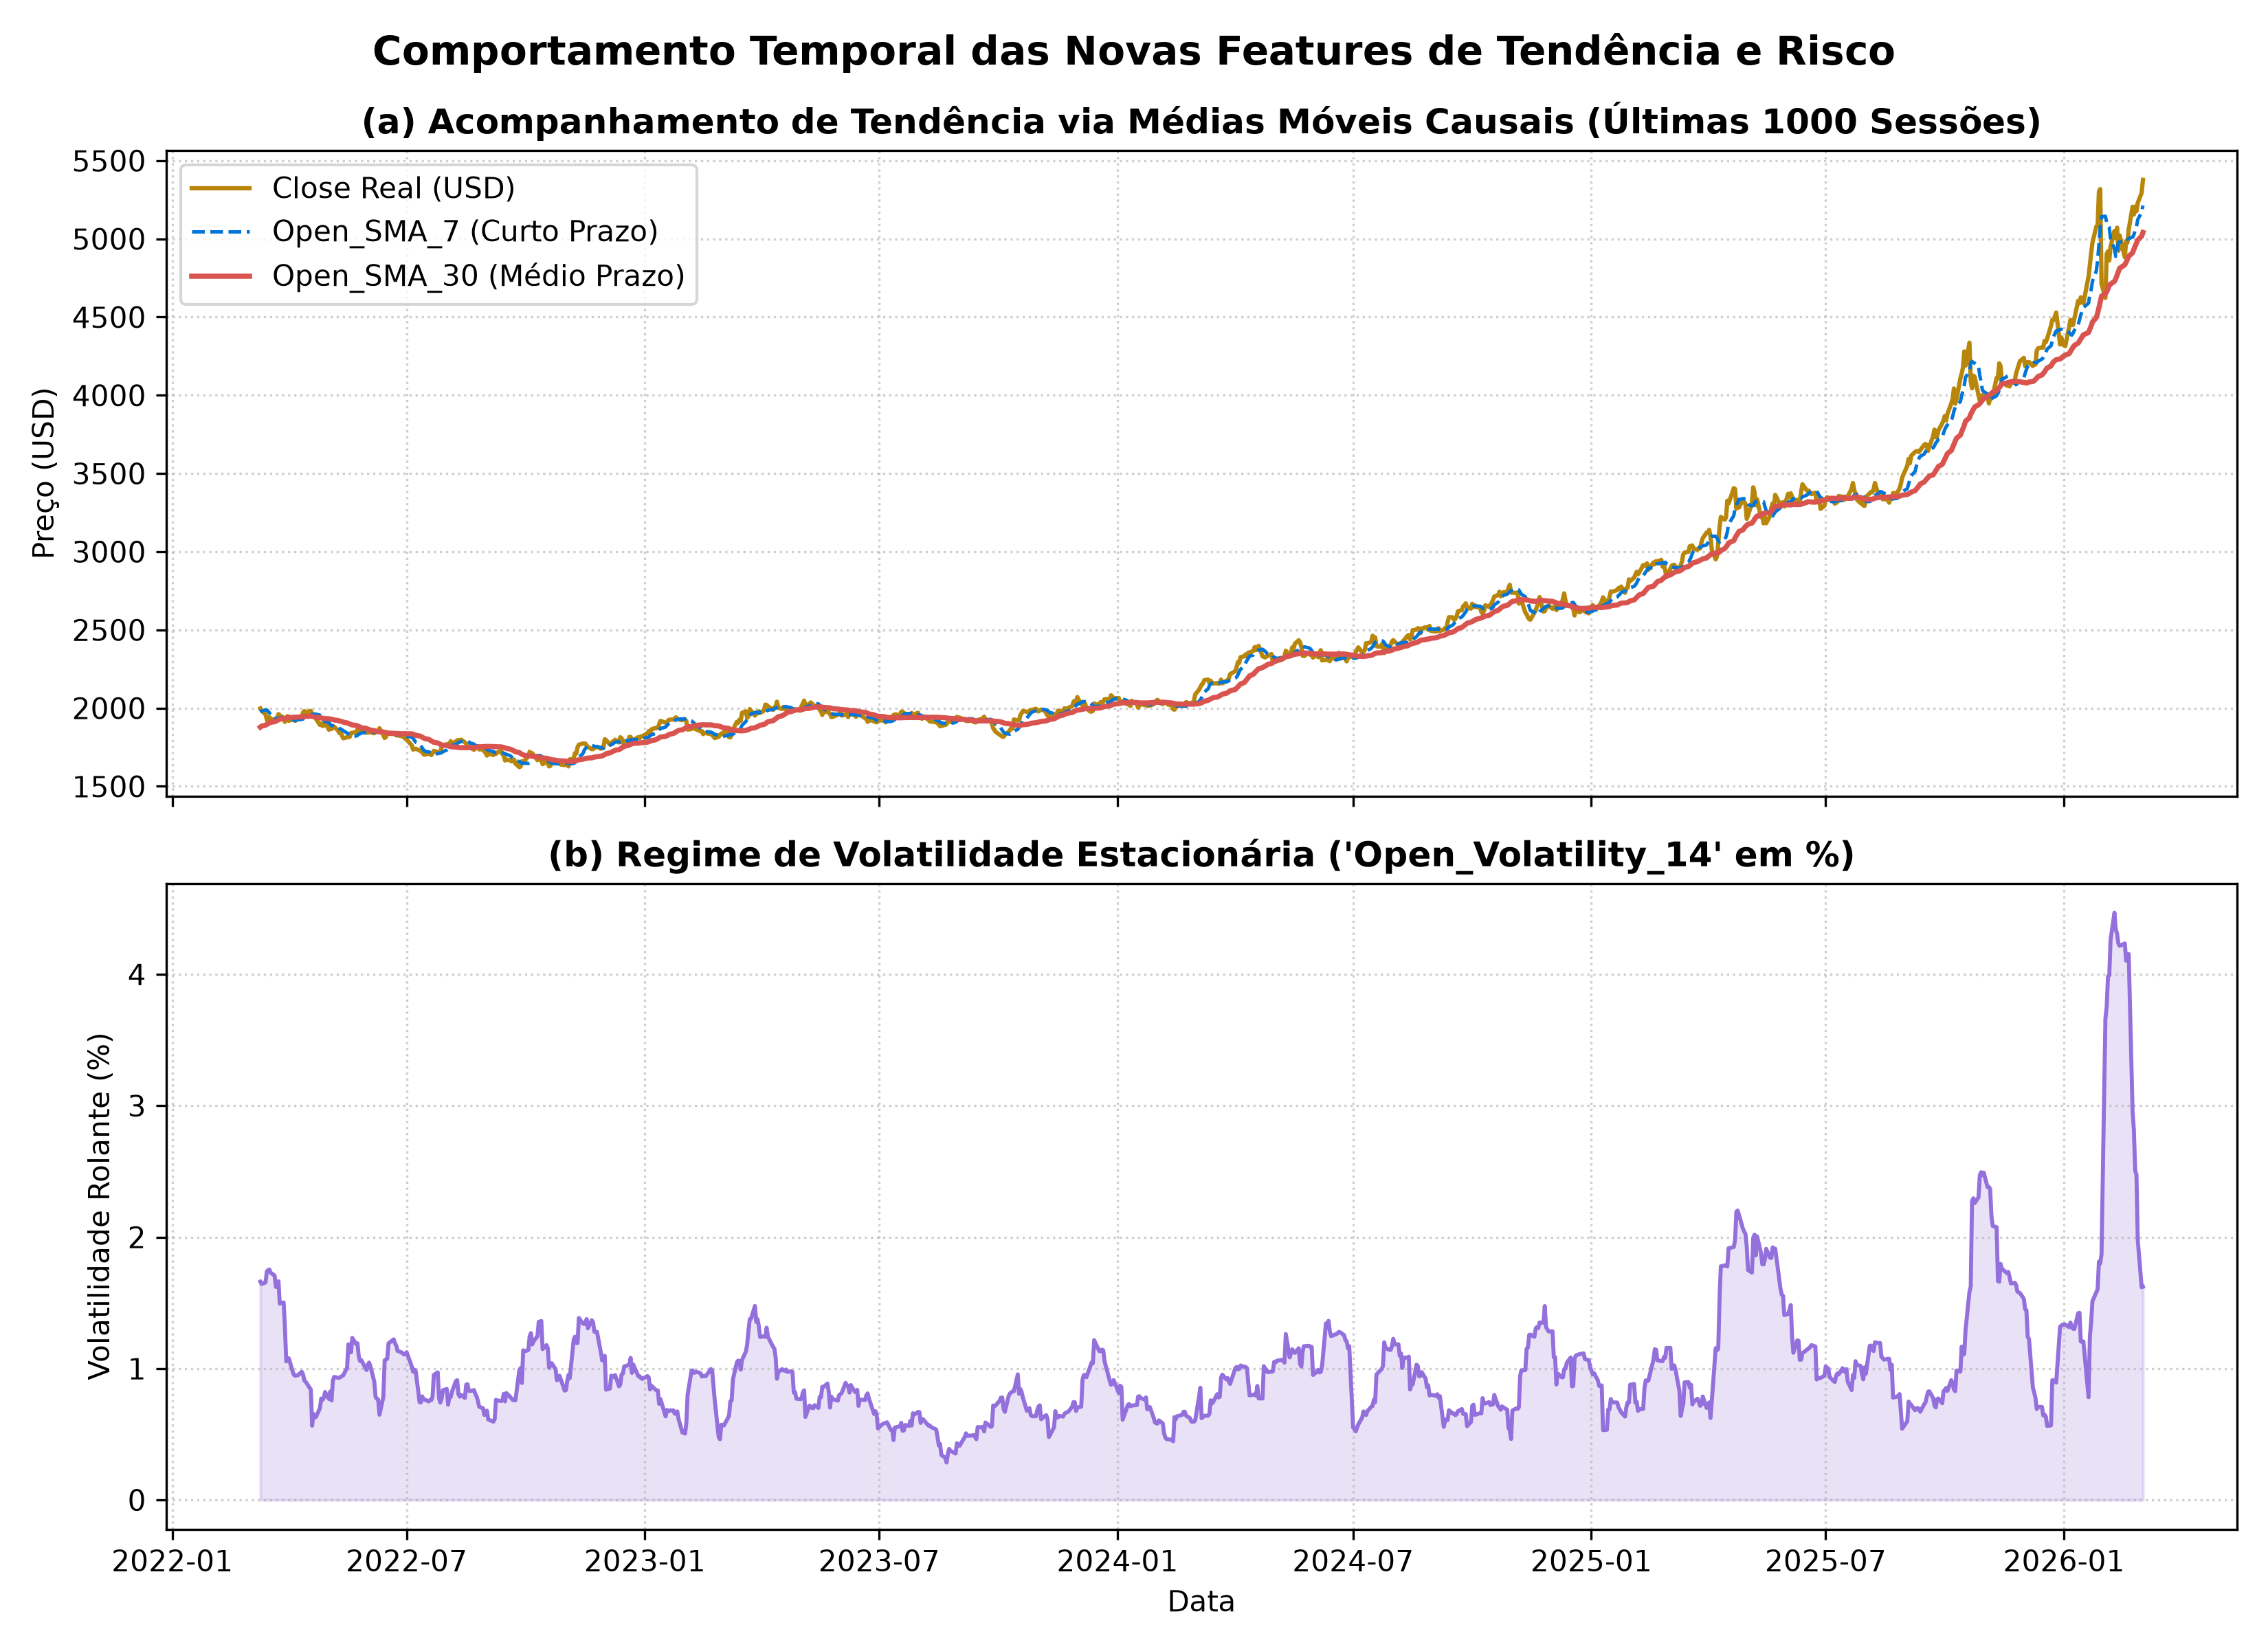 Comportamento Temporal das Novas Features de Tendência e Risco
(a) Acompanhamento de Tendência via Médias Móveis Causais (Últimas 1000 Sessões)
5500
5000
4500
4000
3500
3000
2500
2000
1500
Preço (USD)
Close Real (USD)
Open_SMA_7 (Curto Prazo)
Open_SMA_30 (Médio Prazo)
(b) Regime de Volatilidade Estacionária ('Open_Volatility_14' em %)
4
3
2
1
0
Volatilidade Rolante (%)
2022-01 2022-07 2023-01 2023-07 2024-01 2024-07 2025-01 2025-07 2026-01
Data